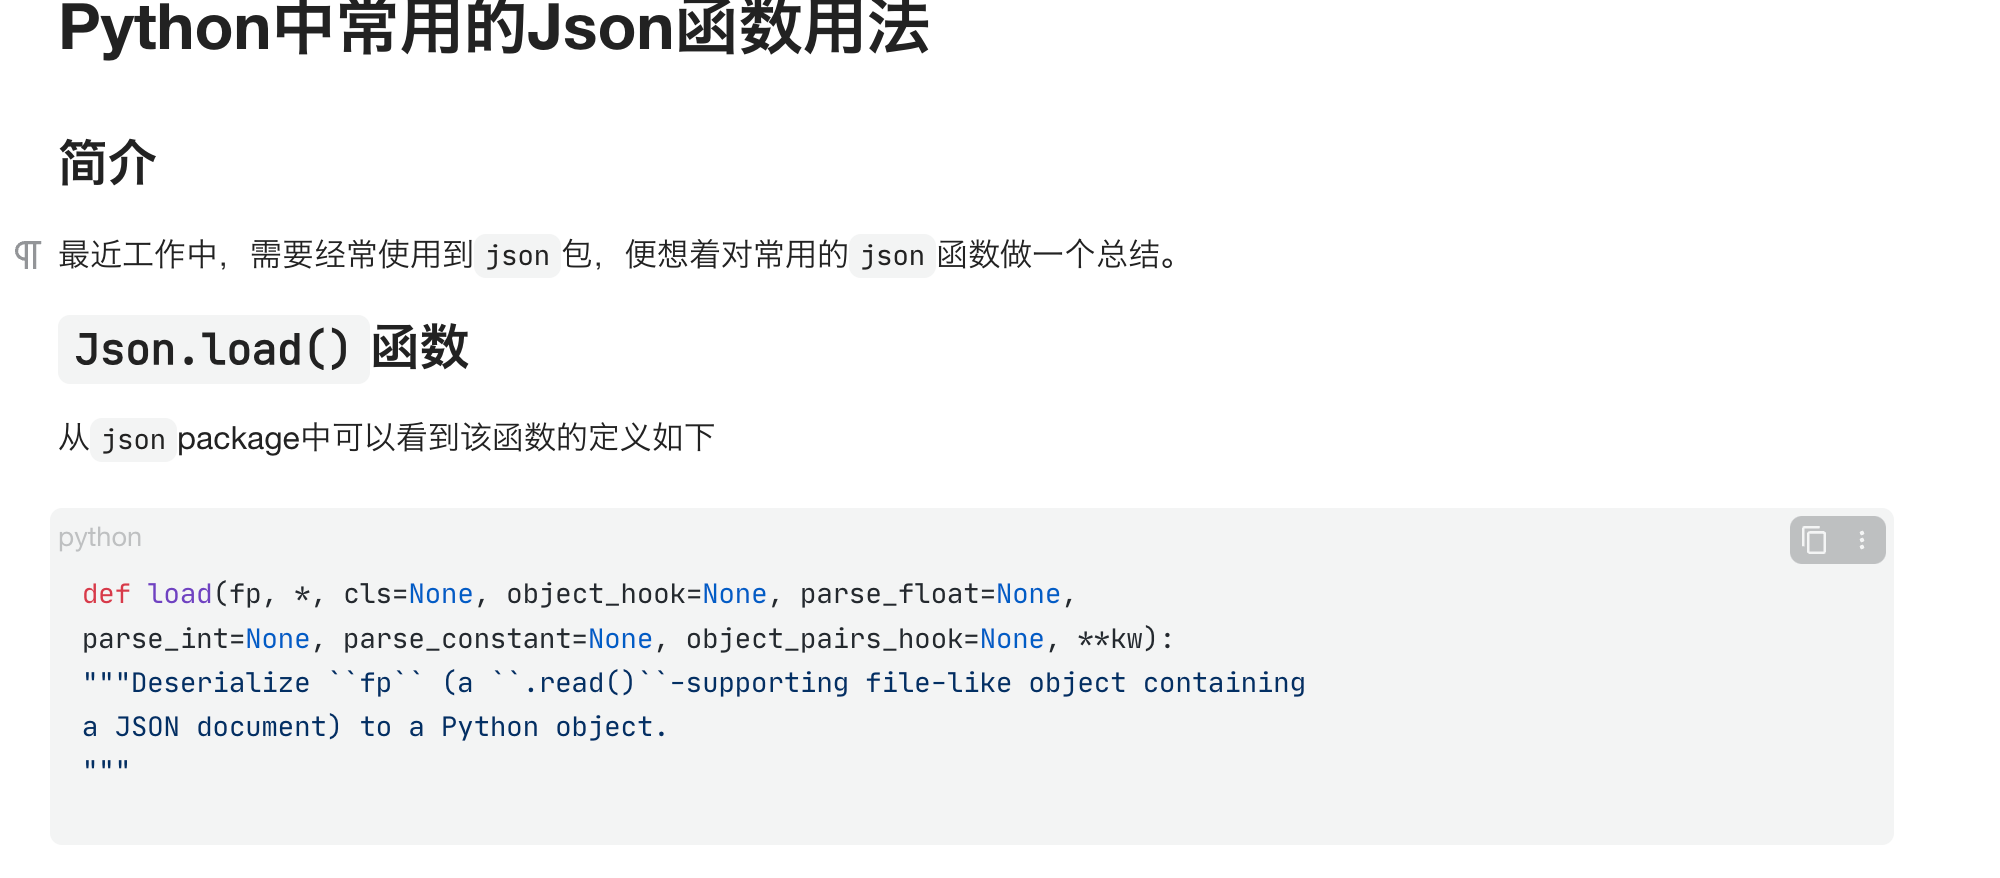 Python中常用的Json函数用法
简介
¶ 最近工作中，需要经常使用到json包，便想着对常用的json函数做一个总结。
Json.load()函数
从jsonpackage中可以看到该函数的定义如下
python
def load(fp, *, cls=None, object_hook=None, parse_float=None,
parse_int=None, parse_constant=None, object_pairs_hook=None, **kw):
"""Deserialize ``fp`` (a ``.read()``-supporting file-like object containing
a JSON document) to a Python object.
"""